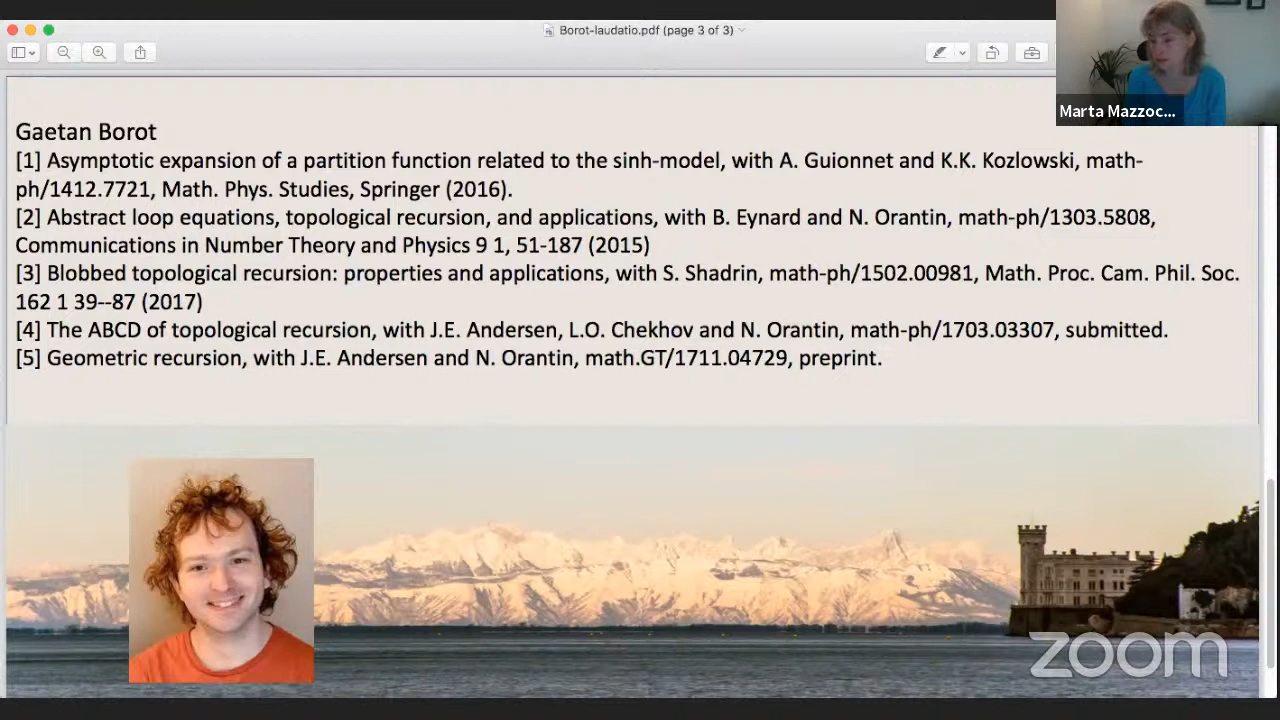 Borot-laudatio.pdf (page 3 of 3)
Marta Mazzoc...
Gaetan Borot
[1] Asymptotic expansion of a partition function related to the sinh-model, with A. Guionnet and K.K. Kozlowski, math-
ph/1412.7721, Math. Phys. Studies, Springer (2016).
[2] Abstract loop equations, topological recursion, and applications, with B. Eynard and N. Orantin, math-ph/1303.5808,
Communications in Number Theory and Physics 9 1, 51-187 (2015)
[3] Blobbed topological recursion: properties and applications, with S. Shadrin, math-ph/1502.00981, Math. Proc. Cam. Phil. Soc.
162 1 39--87 (2017)
[4] The ABCD of topological recursion, with J.E. Andersen, L.O. Chekhov and N. Orantin, math-ph/1703.03307, submitted.
[5] Geometric recursion, with J.E. Andersen and N. Orantin, math.GT/1711.04729, preprint.
zoom